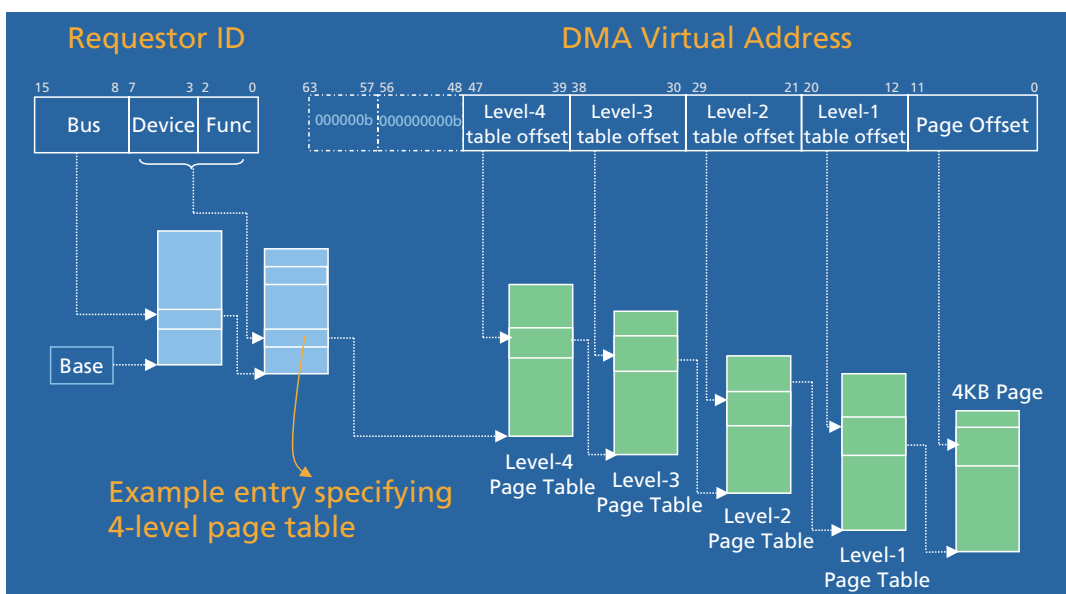 Requestor ID
DMA Virtual Address
15 8 7 3 2 0
63 57 56 48 47 39 38 30 29 21 20 12 11 0
Bus
Device
Func
000000b
000000000b
Level-4
table offset
Level-3
table offset
Level-2
table offset
Level-1
table offset
Page Offset
Base
4KB Page
Example entry specifying
4-level page table
Level-4
Page Table
Level-3
Page Table
Level-2
Page Table
Level-1
Page Table